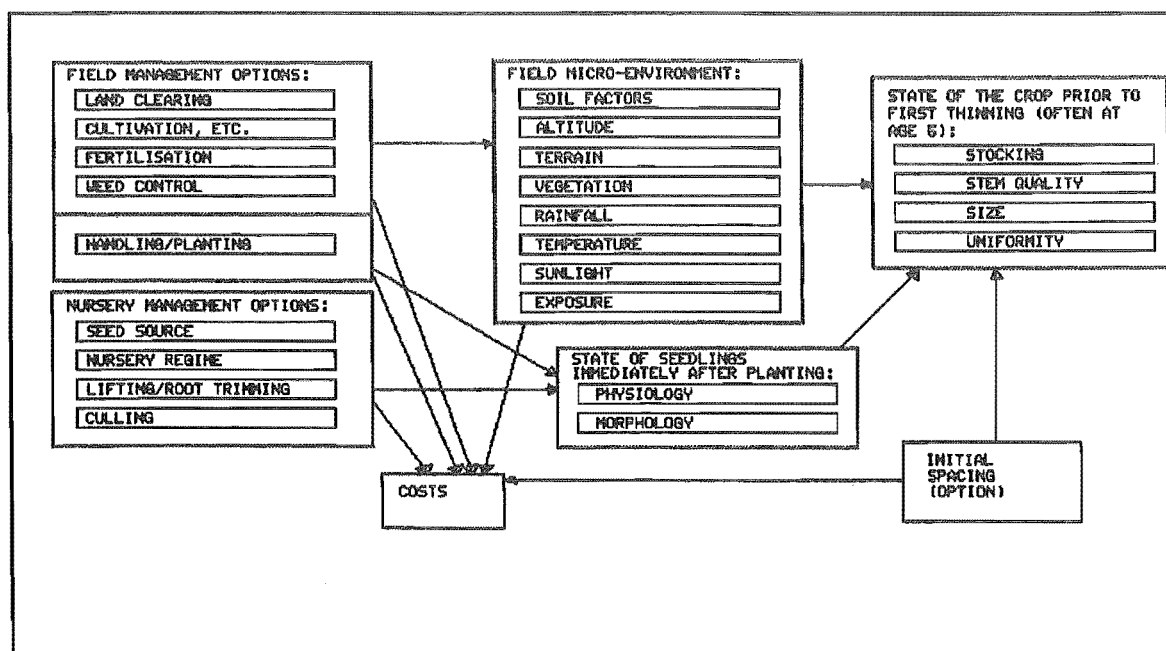 FIELD MANAGEMENT OPTIONS:
LAND CLEARING
CULTIVATION, ETC.
FERTILISATION
WEED CONTROL
HANDLING/PLANTING
NURSERY MANAGEMENT OPTIONS:
SEED SOURCE
NURSERY REGIME
LIFTING/ROOT TRIMMING
CULLING
FIELD MICRO-ENVIRONMENT:
SOIL FACTORS
ALTITUDE
TERRAIN
VEGETATION
RAINFALL
TEMPERATURE
SUNLIGHT
EXPOSURE
STATE OF SEEDLINGS
IMMEDIATELY AFTER PLANTING:
PHYSIOLOGY
MORPHOLOGY
STATE OF THE CROP PRIOR TO
FIRST THINNING (OFTEN AT
AGE 5):
STOCKING
STEM QUALITY
SIZE
UNIFORMITY
COSTS
INITIAL
SPACING
(OPTION)